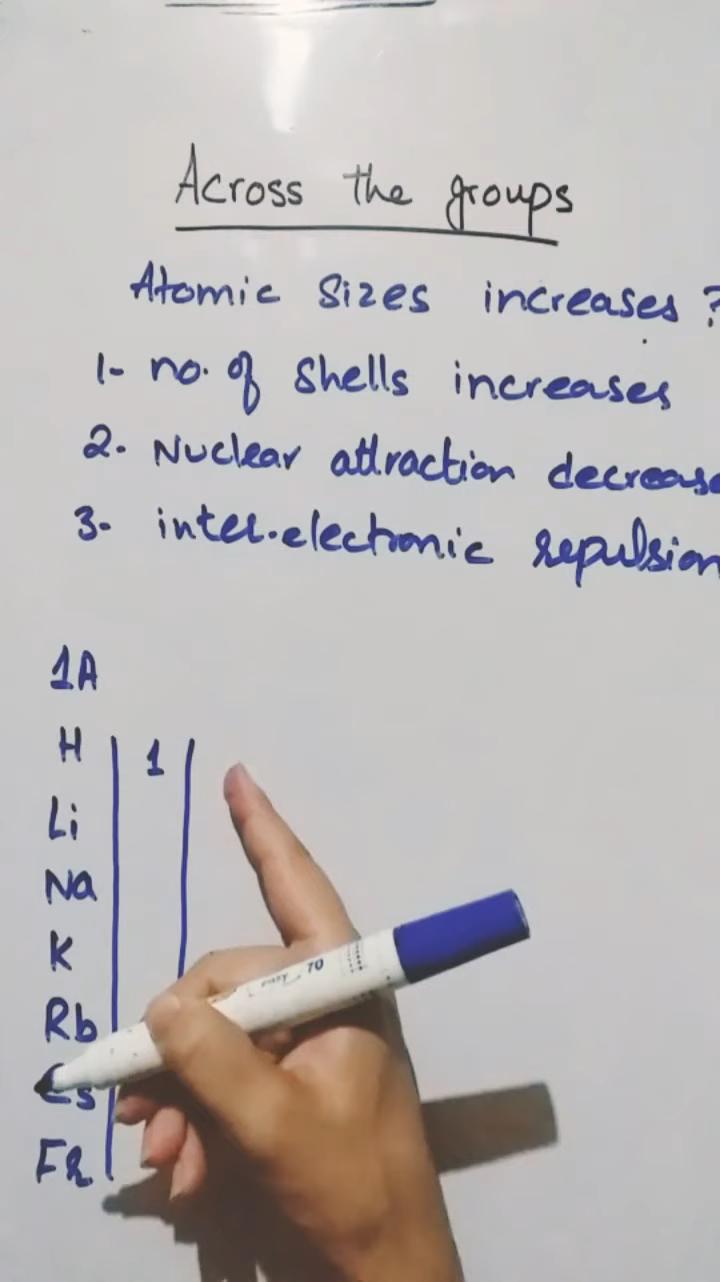 Across the groups
Atomic sizes increases ?
1- no. of shells increases
2. Nuclear attraction decrease
3- inter-electronic repulsion
1A
H 1
Li
Na
K
Rb
Cs
Fr
70